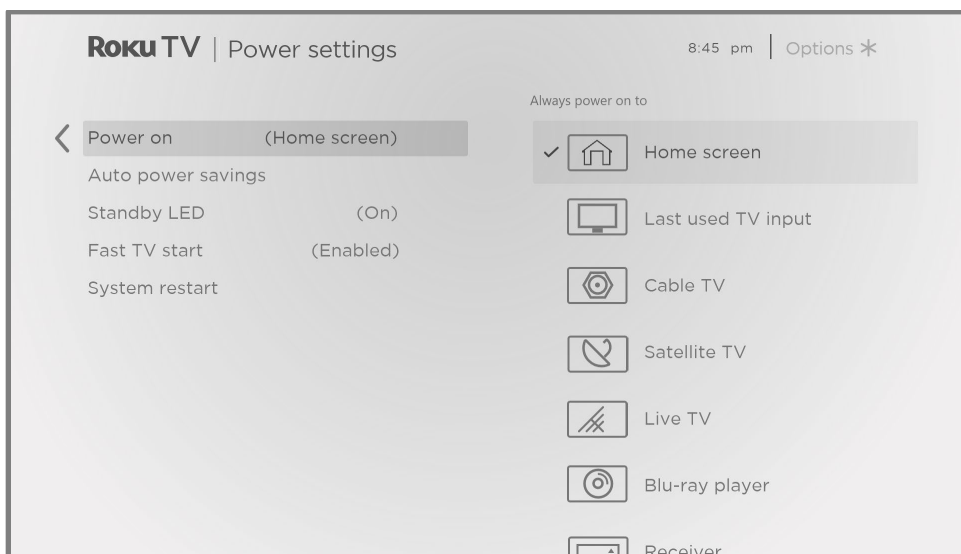 Roku TV | Power settings
8:45 pm | Options
Power on (Home screen)
Auto power savings
Standby LED (On)
Fast TV start (Enabled)
System restart
Always power on to
Home screen
Last used TV input
Cable TV
Satellite TV
Live TV
Blu-ray player
Receiver